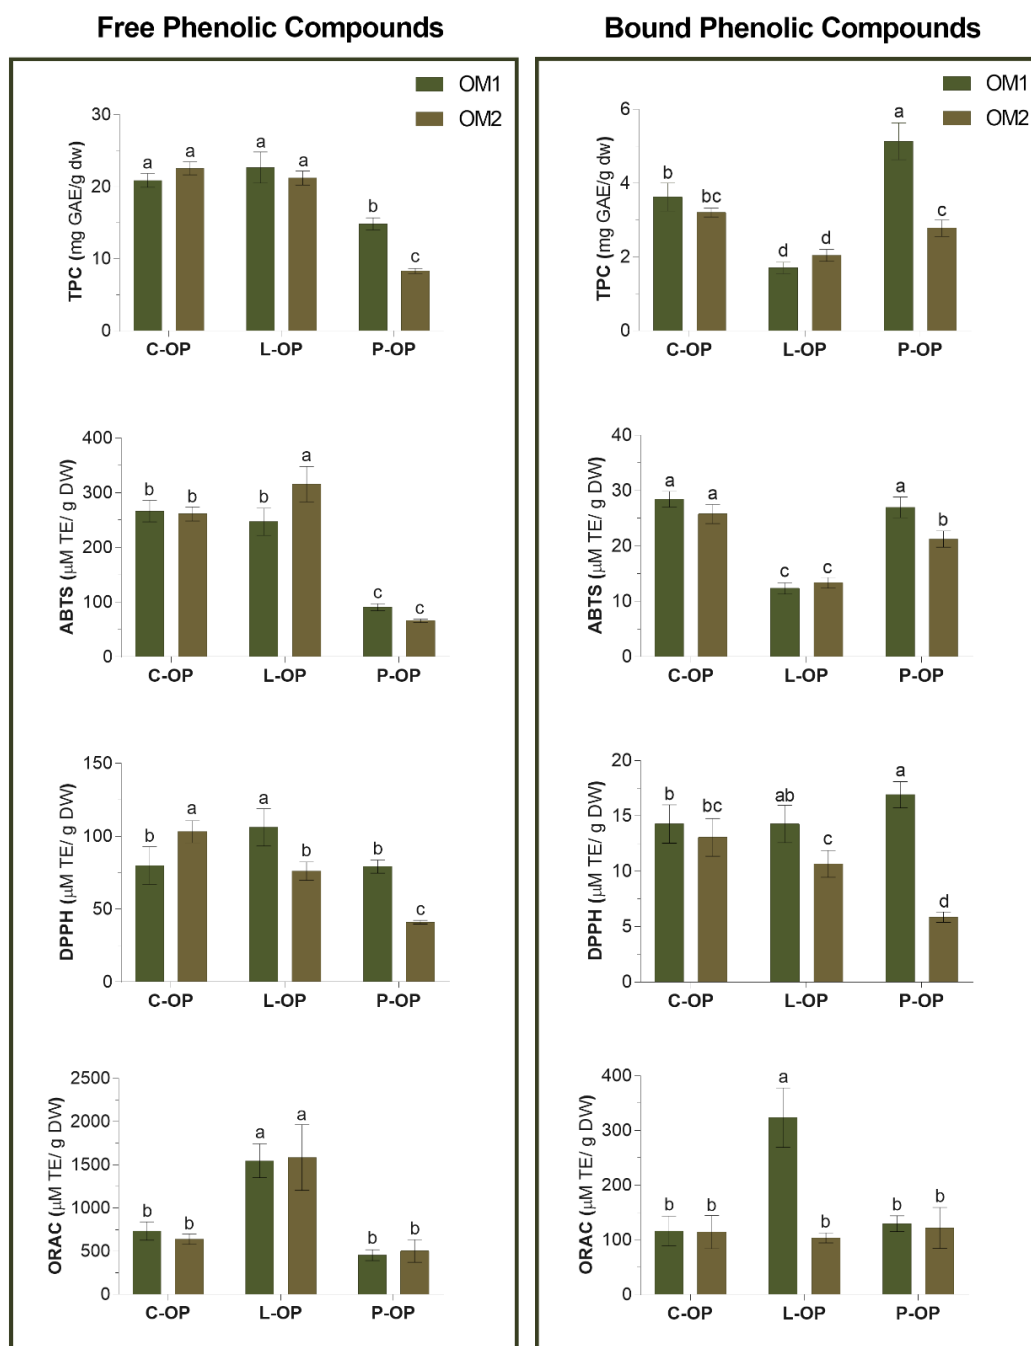 Free Phenolic Compounds
OM1
OM2
30
20
10
0
TPC (mg GAE/g dw)
a a a a b c
C-OP L-OP P-OP
400
300
200
100
0
ABTS (µM TE/ g DW)
b b b a c c
C-OP L-OP P-OP
150
100
50
0
DPPH (µM TE/ g DW)
b a a b b c
C-OP L-OP P-OP
2500
2000
1500
1000
500
0
ORAC (µM TE/ g DW)
b b a a b b
C-OP L-OP P-OP
Bound Phenolic Compounds
OM1
OM2
6
4
2
0
TPC (mg GAE/g dw)
b bc d d a c
C-OP L-OP P-OP
40
30
20
10
0
ABTS (µM TE/ g DW)
a a c c a b
C-OP L-OP P-OP
20
15
10
5
0
DPPH (µM TE/ g DW)
b bc ab c a d
C-OP L-OP P-OP
400
300
200
100
0
ORAC (µM TE/ g DW)
b b a b b b
C-OP L-OP P-OP